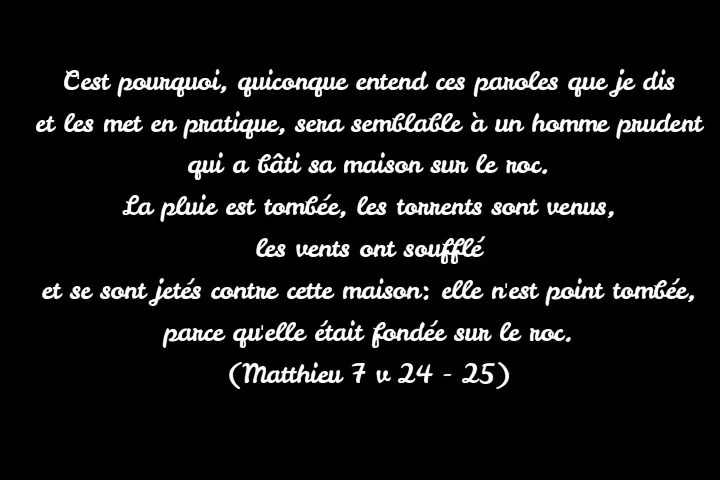 C'est pourquoi, quiconque entend ces paroles que je dis
et les met en pratique, sera semblable à un homme prudent
qui a bâti sa maison sur le roc.
La pluie est tombée, les torrents sont venus,
les vents ont soufflé
et se sont jetés contre cette maison: elle n'est point tombée,
parce qu'elle était fondée sur le roc.
(Matthieu 7 v 24 - 25)